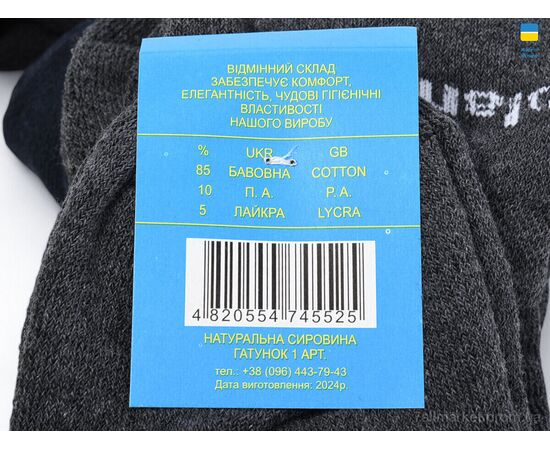 ВІДМІННИЙ СКЛАД
ЗАБЕЗПЕЧУЄ КОМФОРТ,
ЕЛЕГАНТНІСТЬ, ЧУДОВІ ГІГІЄНІЧНІ
ВЛАСТИВОСТІ
НАШОГО ВИРОБУ
% UKR GB
85 БАВОВНА COTTON
10 П. А. P. A.
5 ЛАЙКРА LYCRA
4 820554 745525
НАТУРАЛЬНА СИРОВИНА
ГАТУНОК 1 АРТ.
тел.: +38 (096) 443-79-43
Дата виготовлення: 2024р.